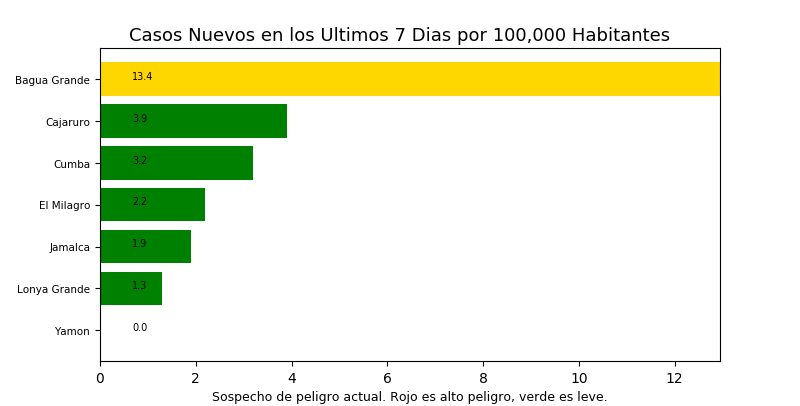 Casos Nuevos en los Ultimos 7 Dias por 100,000 Habitantes
Bagua Grande 13.4
Cajaruro 3.9
Cumba 3.2
El Milagro 2.2
Jamalca 1.9
Lonya Grande 1.3
Yamon 0.0
0 2 4 6 8 10 12
Sospecho de peligro actual. Rojo es alto peligro, verde es leve.